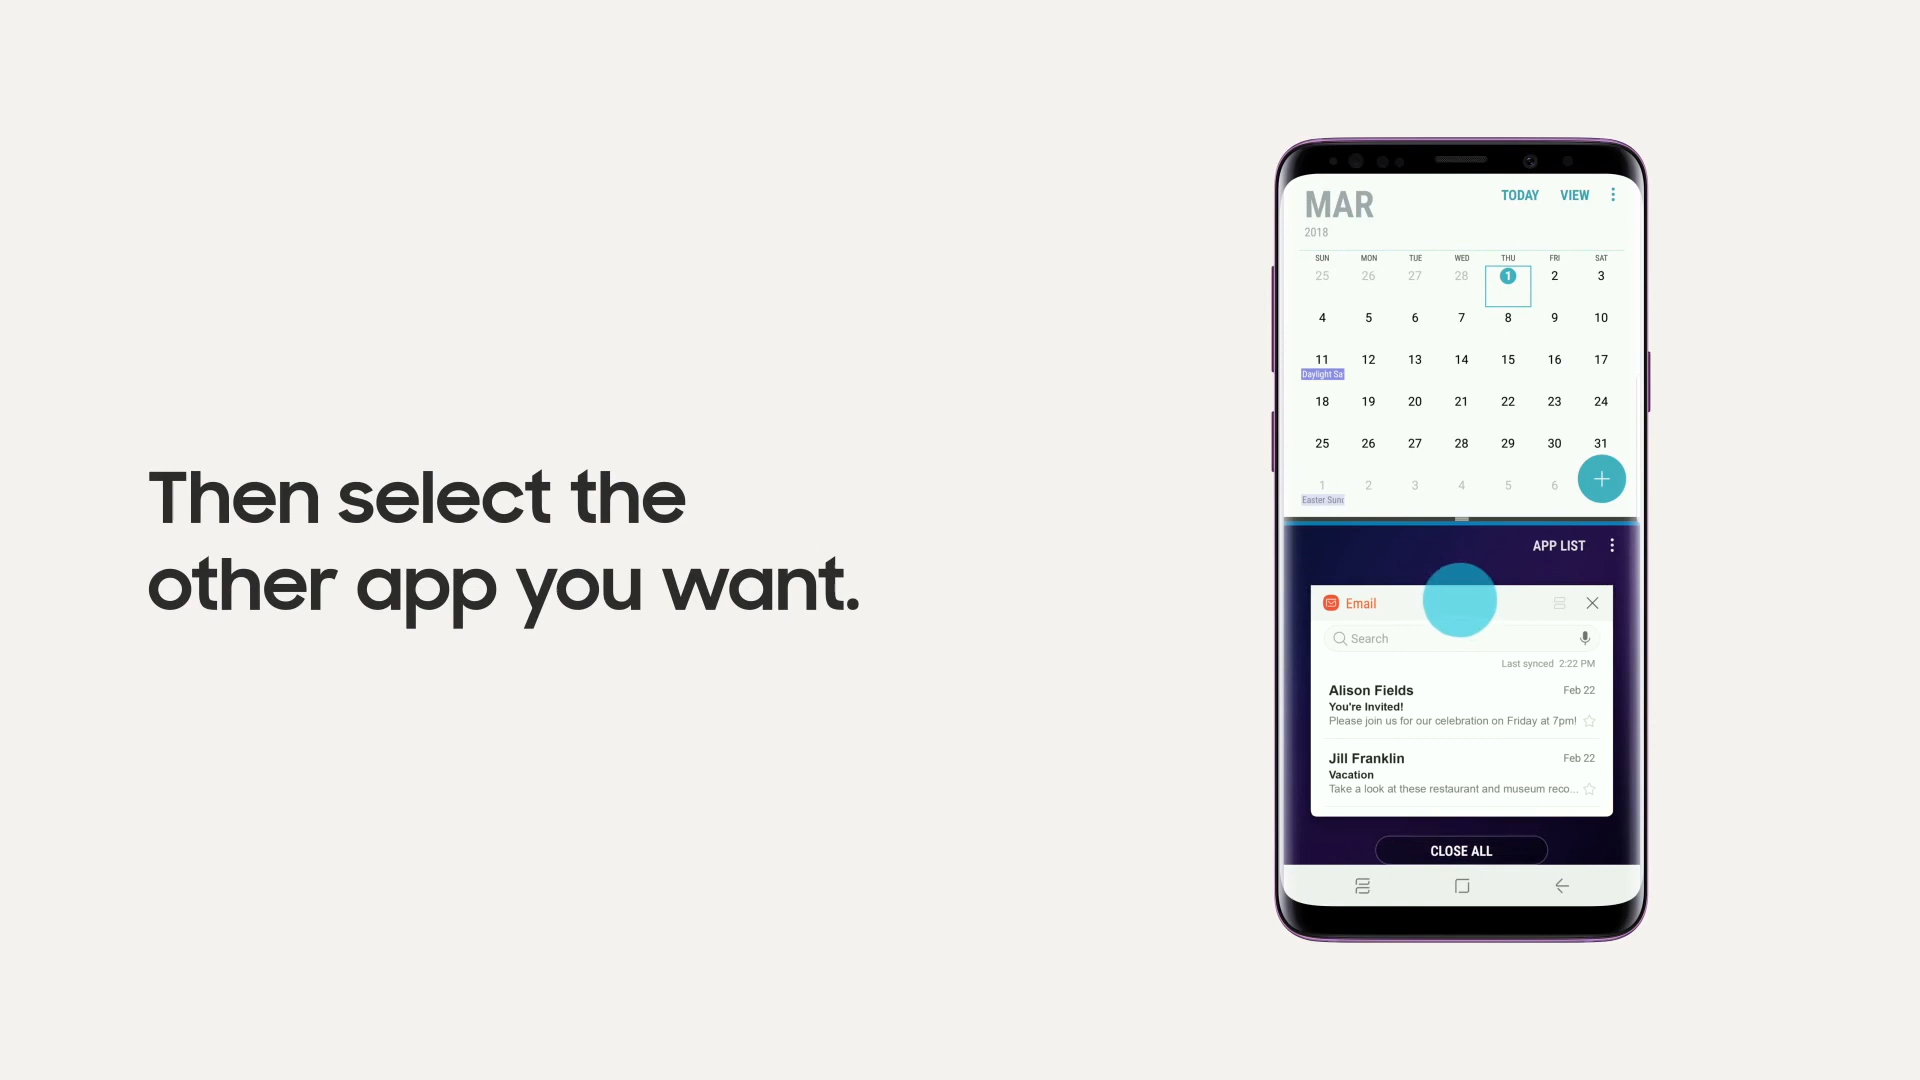 Then select the
other app you want.
MAR
2018
TODAY VIEW
SUN MON TUE WED THU FRI SAT
25 26 27 28 1 2 3
4 5 6 7 8 9 10
11 12 13 14 15 16 17
Daylight Sa
18 19 20 21 22 23 24
25 26 27 28 29 30 31
1 2 3 4 5 6
Easter Sun
APP LIST
Email
Search
Last synced 2:22 PM
Alison Fields Feb 22
You're Invited!
Please join us for our celebration on Friday at 7pm!
Jill Franklin Feb 22
Vacation
Take a look at these restaurant and museum reco...
CLOSE ALL